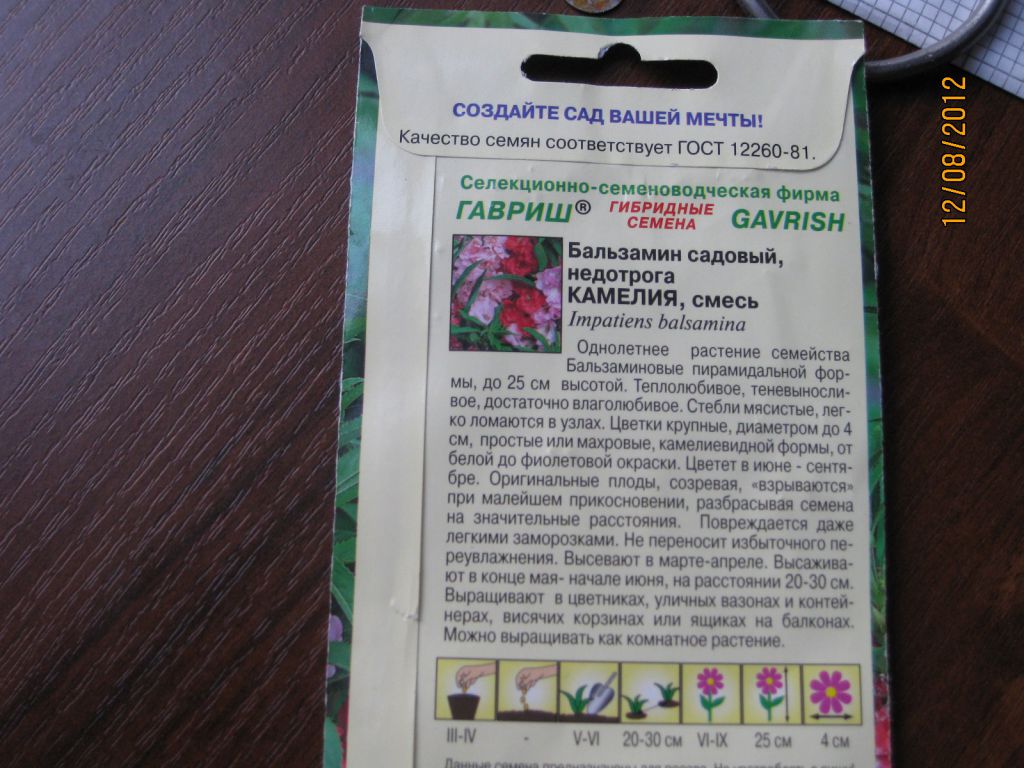 СОЗДАЙТЕ САД ВАШЕЙ МЕЧТЫ!
Качество семян соответствует ГОСТ 12260-81.
Селекционно-семеноводческая фирма
ГАВРИШ® ГИБРИДНЫЕ СЕМЕНА GAVRISH
Бальзамин садовый,
недотрога
КАМЕЛИЯ, смесь
Impatiens balsamina
Однолетнее растение семейства
Бальзаминовые пирамидальной фор-
мы, до 25 см высотой. Теплолюбивое, теневыносли-
вое, достаточно влаголюбивое. Стебли мясистые, лег-
ко ломаются в узлах. Цветки крупные, диаметром до 4
см, простые или махровые, камелиевидной формы, от
белой до фиолетовой окраски. Цветет в июне - сентя-
бре. Оригинальные плоды, созревая, «взрываются»
при малейшем прикосновении, разбрасывая семена
на значительные расстояния. Повреждается даже
легкими заморозками. Не переносит избыточного пе-
реувлажнения. Высевают в марте-апреле. Высажива-
ют в конце мая- начале июня, на расстоянии 20-30 см.
Выращивают в цветниках, уличных вазонах и контей-
нерах, висячих корзинах или ящиках на балконах.
Можно выращивать как комнатное растение.
III-IV - V-VI 20-30 см VI-IX 25 см 4 см
12/08/2012